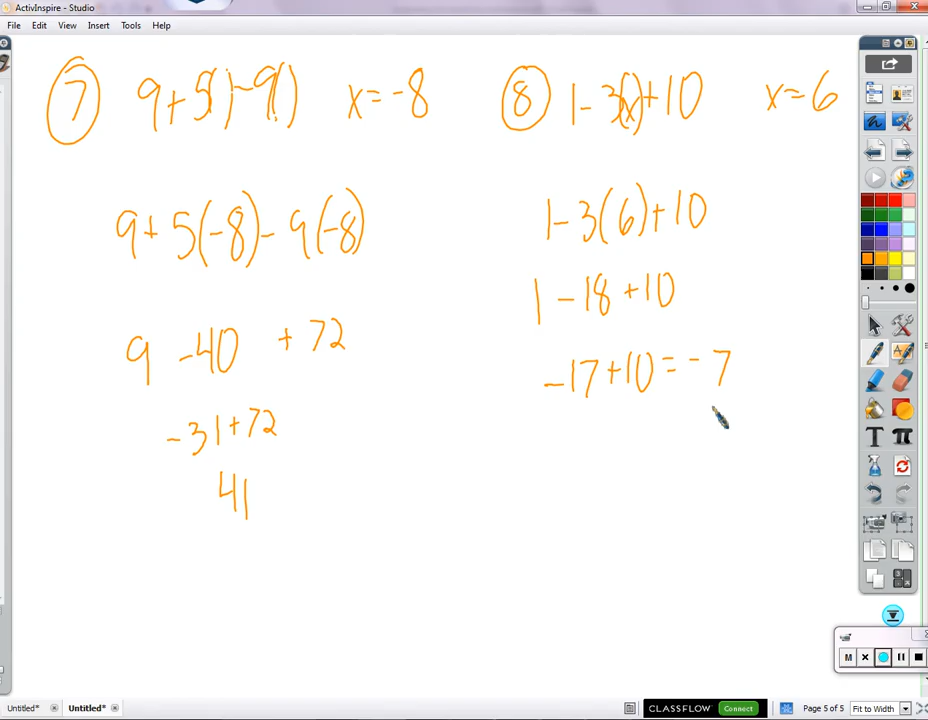 ActivInspire - Studio
File Edit View Insert Tools Help
7 9+5( )-9( ) x=-8
9+5(-8)-9(-8)
9 -40 +72
-31+72
41
8 1-3(x)+10 x=6
1-3(6)+10
1-18+10
-17+10=-7
M
Untitled* Untitled* CLASSFLOW Connect Page 5 of 5 Fit to Width